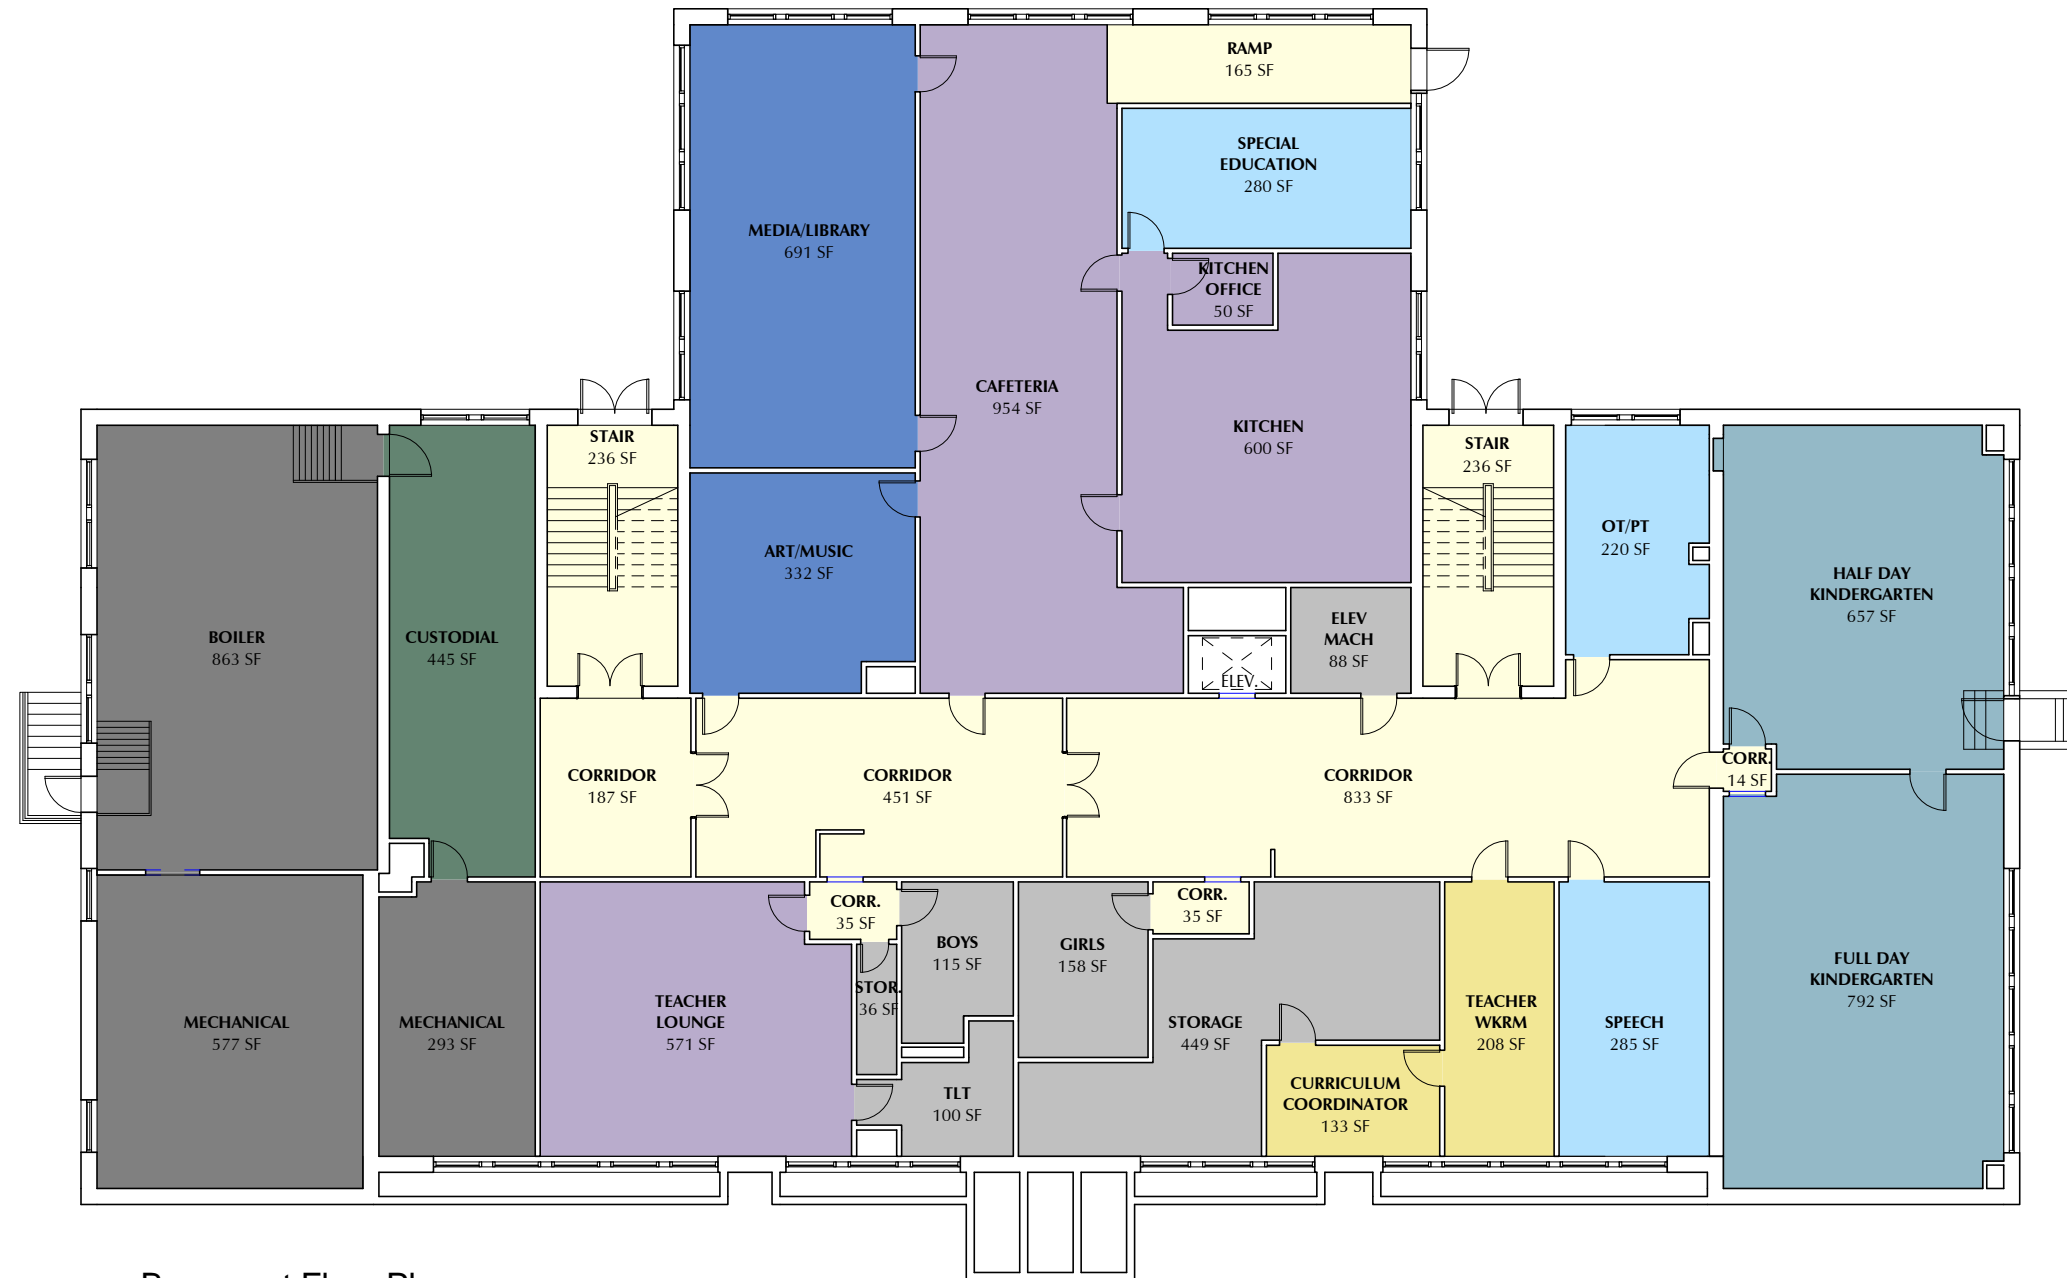 RAMP
165 SF
SPECIAL
EDUCATION
280 SF
MEDIA/LIBRARY
691 SF
KITCHEN
OFFICE
50 SF
CAFETERIA
954 SF
KITCHEN
600 SF
STAIR
236 SF
STAIR
236 SF
OT/PT
220 SF
ART/MUSIC
332 SF
HALF DAY
KINDERGARTEN
657 SF
BOILER
863 SF
CUSTODIAL
445 SF
ELEV
MACH
88 SF
ELEV.
CORRIDOR
187 SF
CORRIDOR
451 SF
CORRIDOR
833 SF
CORR.
14 SF
CORR.
35 SF
CORR.
35 SF
BOYS
115 SF
GIRLS
158 SF
STOR.
36 SF
FULL DAY
KINDERGARTEN
792 SF
MECHANICAL
577 SF
MECHANICAL
293 SF
TEACHER
LOUNGE
571 SF
STORAGE
449 SF
TEACHER
WKRM
208 SF
SPEECH
285 SF
TLT
100 SF
CURRICULUM
COORDINATOR
133 SF